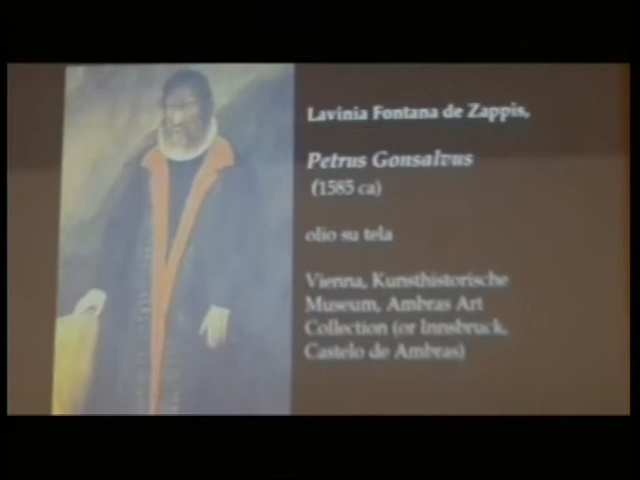 Lavinia Fontana de Zappis,
Petrus Gonsalvus
(1585 ca)
olio su tela
Vienna, Kunsthistorische
Museum, Ambras Art
Collection (or Innsbruck,
Castelo de Ambras)